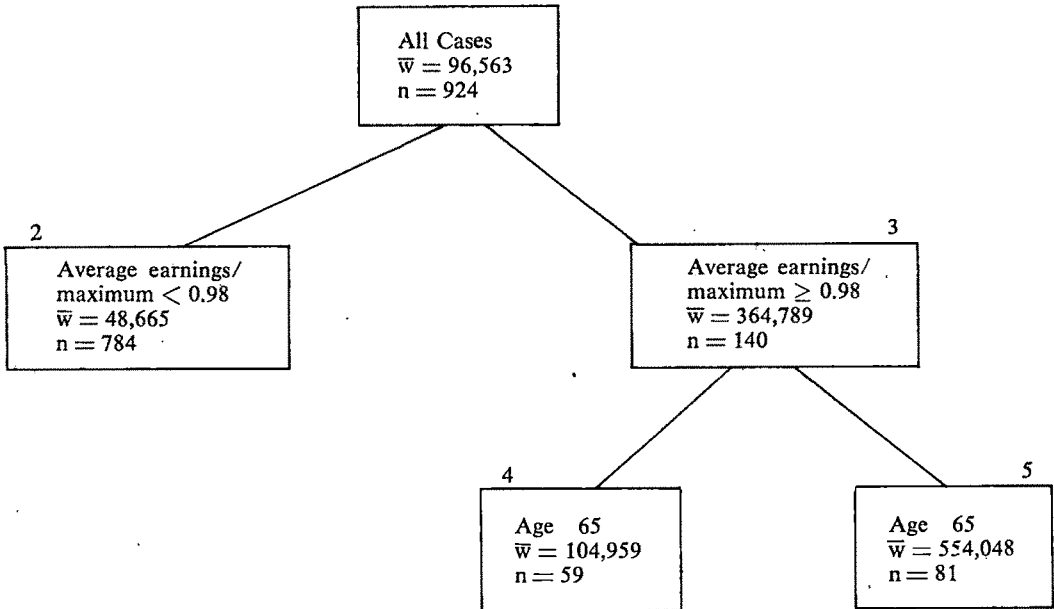 All Cases
w̅ = 96,563
n = 924
2
Average earnings/
maximum < 0.98
w̅ = 48,665
n = 784
3
Average earnings/
maximum ≥ 0.98
w̅ = 364,789
n = 140
4
Age 65
w̅ = 104,959
n = 59
5
Age 65
w̅ = 554,048
n = 81